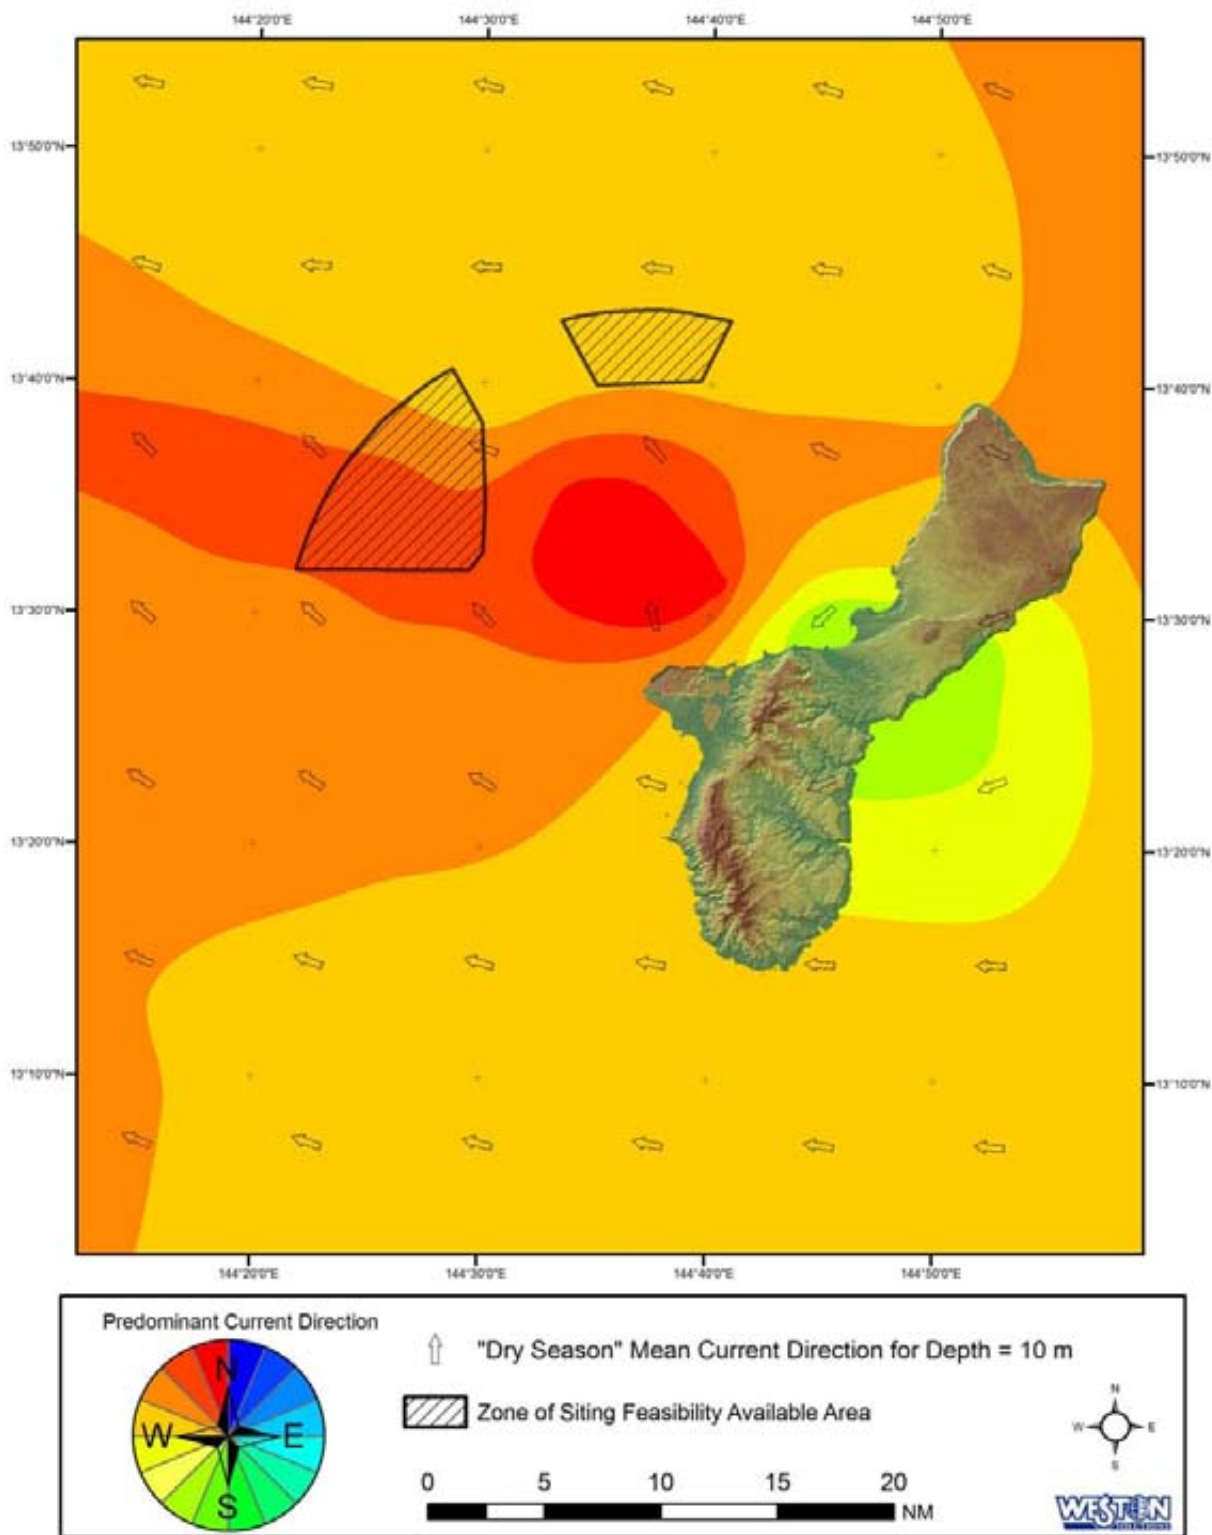 144°20'0"E 144°30'0"E 144°40'0"E 144°50'0"E
13°50'0"N 13°50'0"N
13°40'0"N 13°40'0"N
13°30'0"N 13°30'0"N
13°20'0"N 13°20'0"N
13°10'0"N 13°10'0"N
144°20'0"E 144°30'0"E 144°40'0"E 144°50'0"E
Predominant Current Direction
N
W E
S
"Dry Season" Mean Current Direction for Depth = 10 m
Zone of Siting Feasibility Available Area
0 5 10 15 20
NM
N
W E
S
WESTON
SOLUTIONS